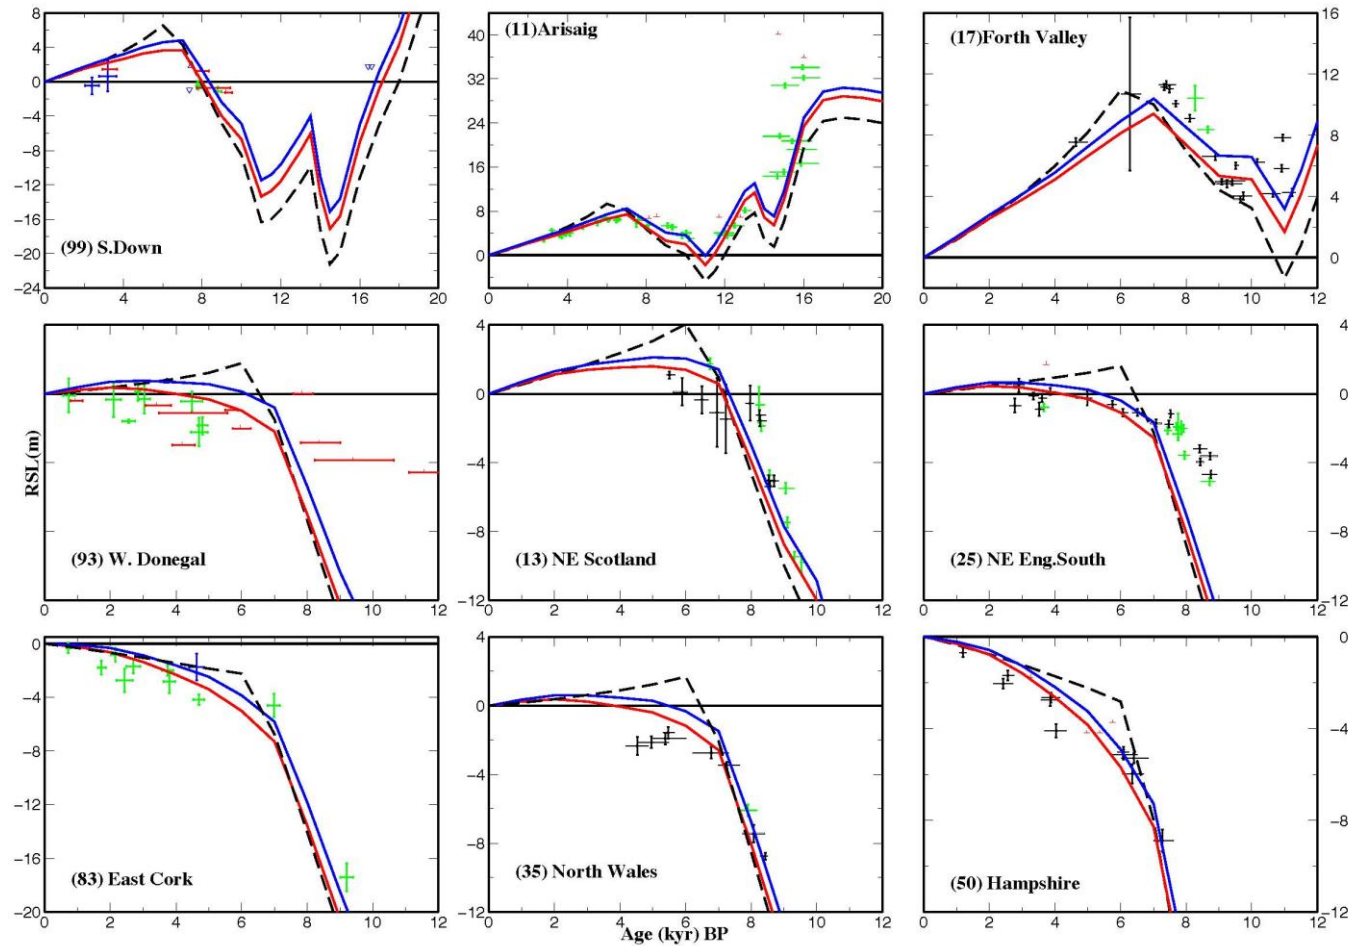 RSL(m)
8
4
0
−4
−8
−12
−16
−20
−24
(99) S.Down
0 4 8 12 16 20
(11)Arisaig
40
32
24
16
8
0
0 2 4 6 8 10 12 14 16 18 20
(17)Forth Valley
16
12
8
4
0
0 2 4 6 8 10 12
(93) W. Donegal
0 2 4 6 8 10 12
(13) NE Scotland
4
0
−4
−8
−12
0 2 4 6 8 10 12
(25) NE Eng.South
4
0
−4
−8
−12
0 2 4 6 8 10 12
(83) East Cork
0
−4
−8
−12
−16
−20
0 2 4 6 8 10 12
(35) North Wales
4
0
−4
−8
−12
0 2 4 6 8 10 12
(50) Hampshire
0
−4
−8
−12
0 2 4 6 8 10 12
Age (kyr) BP